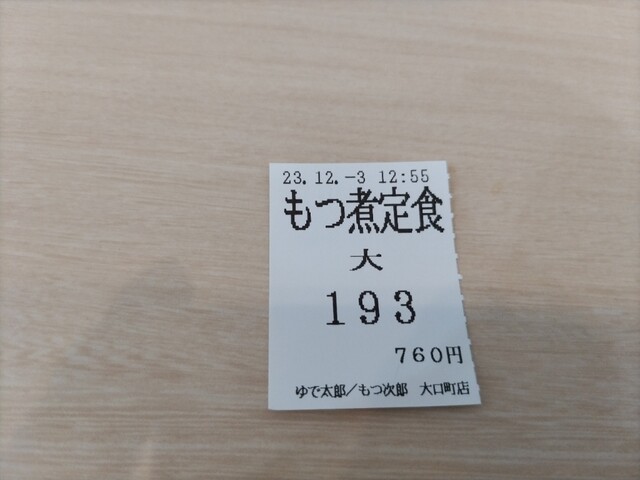 23.12.-3 12:55
もつ煮定食
大
193
760円
ゆで太郎/もつ次郎 大口町店